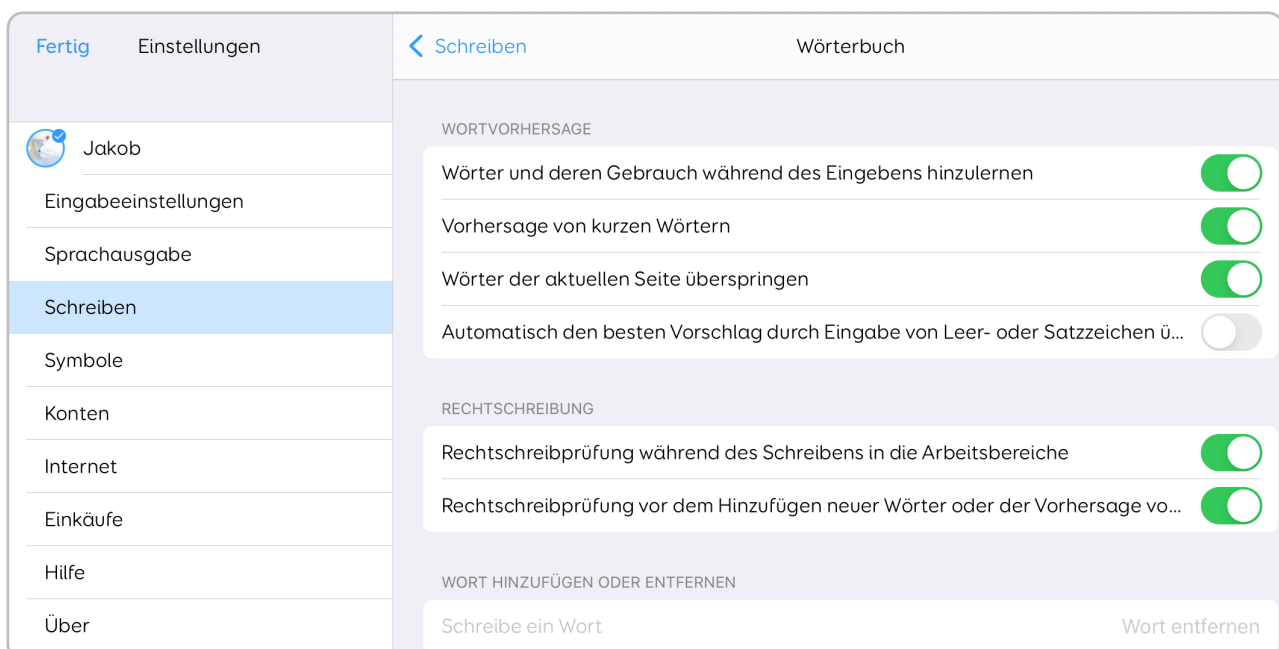 Fertig Einstellungen
Jakob
Eingabeeinstellungen
Sprachausgabe
Schreiben
Symbole
Konten
Internet
Einkäufe
Hilfe
Über
Schreiben Wörterbuch
WORTVORHERSAGE
Wörter und deren Gebrauch während des Eingebens hinzulernen
Vorhersage von kurzen Wörtern
Wörter der aktuellen Seite überspringen
Automatisch den besten Vorschlag durch Eingabe von Leer- oder Satzzeichen ü...
RECHTSCHREIBUNG
Rechtschreibprüfung während des Schreibens in die Arbeitsbereiche
Rechtschreibprüfung vor dem Hinzufügen neuer Wörter oder der Vorhersage vo...
WORT HINZUFÜGEN ODER ENTFERNEN
Schreibe ein Wort Wort entfernen